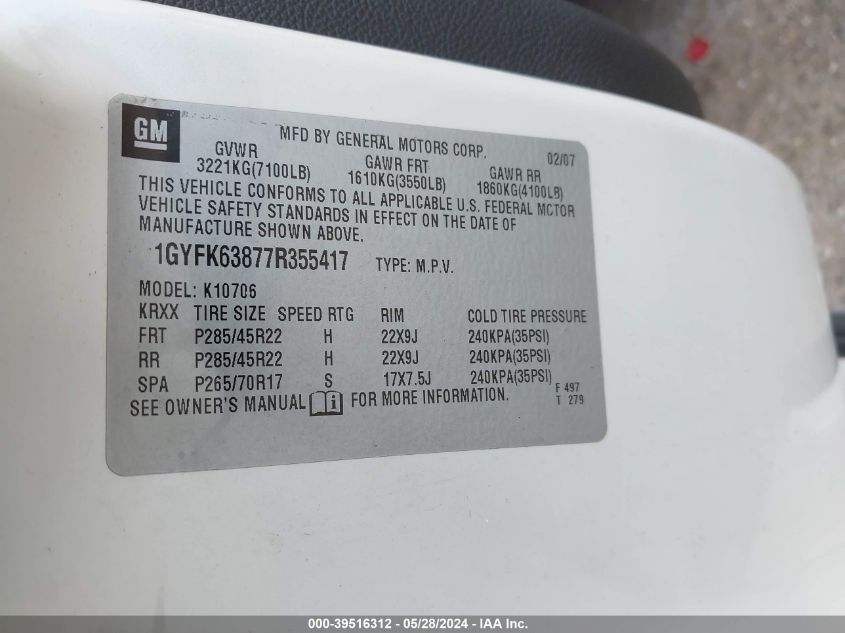 GM
MFD BY GENERAL MOTORS CORP. 02/07
GVWR GAWR FRT GAWR RR
3221KG(7100LB) 1610KG(3550LB) 1860KG(4100LB)
THIS VEHICLE CONFORMS TO ALL APPLICABLE U.S. FEDERAL MOTOR
VEHICLE SAFETY STANDARDS IN EFFECT ON THE DATE OF
MANUFACTURE SHOWN ABOVE.
1GYFK63877R355417 TYPE: M.P.V.
MODEL: K10706
KRXX TIRE SIZE SPEED RTG RIM COLD TIRE PRESSURE
FRT P285/45R22 H 22X9J 240KPA(35PSI)
RR P285/45R22 H 22X9J 240KPA(35PSI)
SPA P265/70R17 S 17X7.5J 240KPA(35PSI)
SEE OWNER'S MANUAL FOR MORE INFORMATION.
F 497
T 279
000-39516312 - 05/28/2024 - IAA Inc.